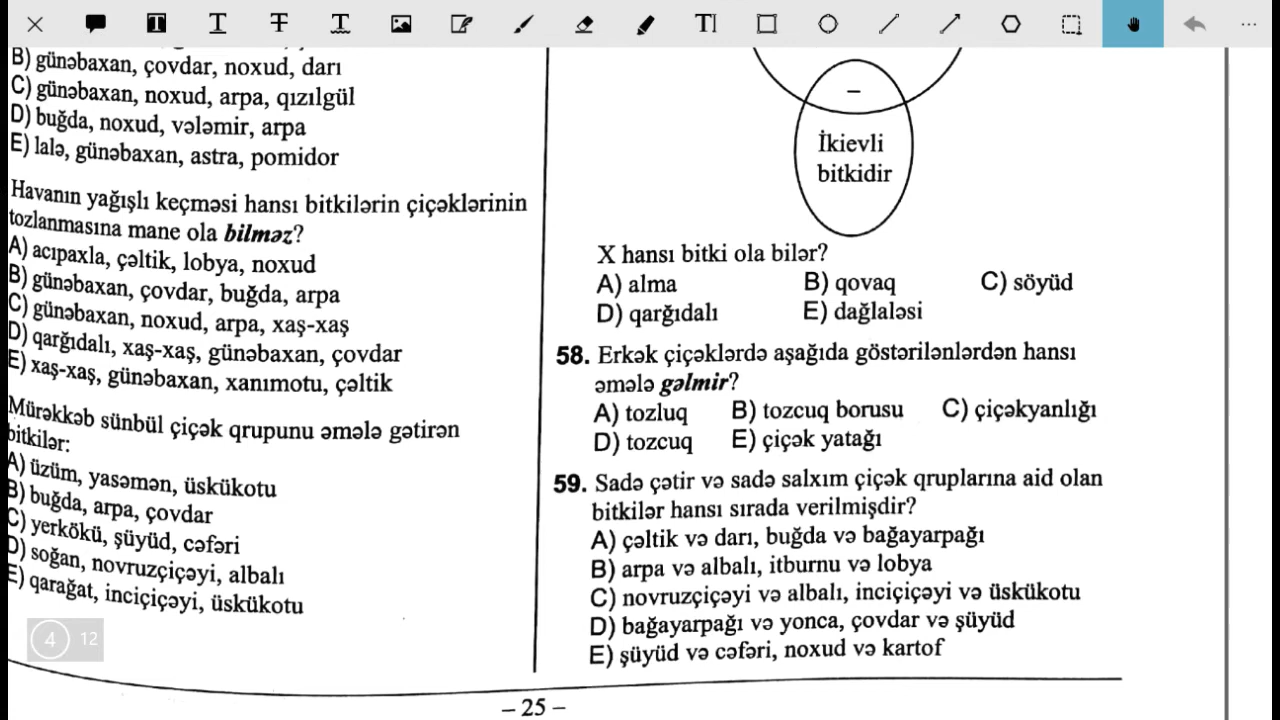 B) günəbaxan, çovdar, noxud, darı
C) günəbaxan, noxud, arpa, qızılgül
D) buğda, noxud, vələmir, arpa
E) lalə, günəbaxan, astra, pomidor
Havanın yağışlı keçməsi hansı bitkilərin çiçəklərinin
tozlanmasına mane ola bilməz?
A) acıpaxla, çəltik, lobya, noxud
B) günəbaxan, çovdar, buğda, arpa
C) günəbaxan, noxud, arpa, xaş-xaş
D) qarğıdalı, xaş-xaş, günəbaxan, çovdar
E) xaş-xaş, günəbaxan, xanımotu, çəltik
Mürəkkəb sünbül çiçək qrupunu əmələ gətirən
bitkilər:
A) üzüm, yasəmən, üskükotu
B) buğda, arpa, çovdar
C) yerkökü, şüyüd, cəfəri
D) soğan, novruzçiçəyi, albalı
E) qarağat, inciçiçəyi, üskükotu
4 12
–
İkievli
bitkidir
X hansı bitki ola bilər?
A) alma B) qovaq C) söyüd
D) qarğıdalı E) dağlaləsi
58. Erkək çiçəklərdə aşağıda göstərilənlərdən hansı
əmələ gəlmir?
A) tozluq B) tozcuq borusu C) çiçəkyanlığı
D) tozcuq E) çiçək yatağı
59. Sadə çətir və sadə salxım çiçək qruplarına aid olan
bitkilər hansı sırada verilmişdir?
A) çəltik və darı, buğda və bağayarpağı
B) arpa və albalı, itburnu və lobya
C) novruzçiçəyi və albalı, inciçiçəyi və üskükotu
D) bağayarpağı və yonca, çovdar və şüyüd
E) şüyüd və cəfəri, noxud və kartof
– 25 –